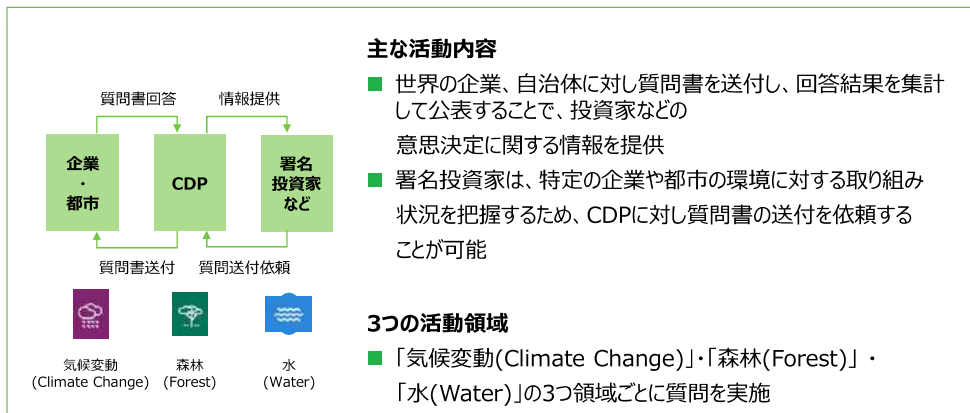 質問書回答
情報提供
企業
・
都市
CDP
署名
投資家
など
質問書送付
質問送付依頼
気候変動
(Climate Change)
森林
(Forest)
水
(Water)
主な活動内容
■ 世界の企業、自治体に対し質問書を送付し、回答結果を集計
して公表することで、投資家などの
意思決定に関する情報を提供
■ 署名投資家は、特定の企業や都市の環境に対する取り組み
状況を把握するため、CDPに対し質問書の送付を依頼する
ことが可能
3つの活動領域
■ 「気候変動(Climate Change)」・「森林(Forest)」・
「水(Water)」の3つ領域ごとに質問を実施